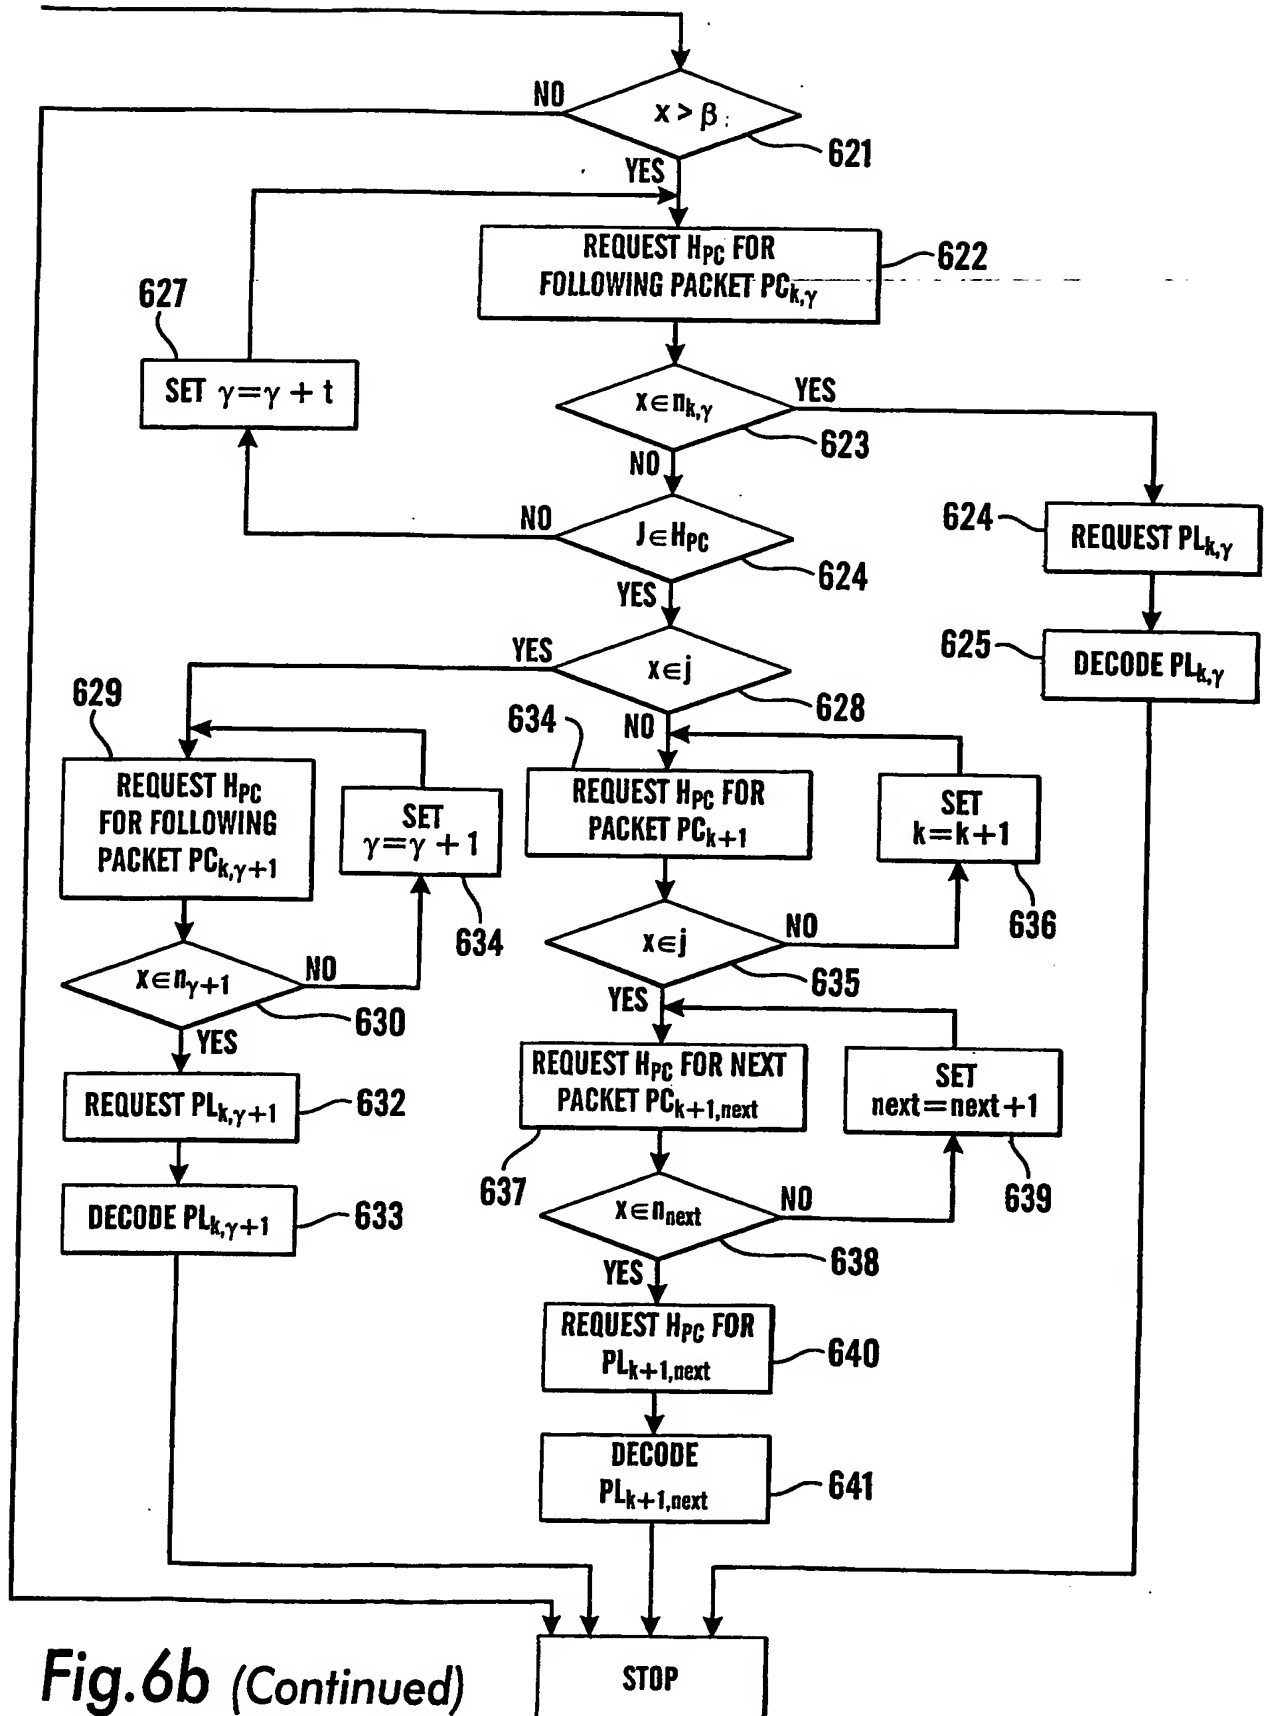 NO
x > β
621
YES
REQUEST HPC FOR
FOLLOWING PACKET PCk,γ
622
627
SET γ=γ + t
x∈nk,γ
YES
623
NO
NO
J∈HPC
624
624
REQUEST PLk,γ
YES
YES
x∈j
628
625
DECODE PLk,γ
629
NO
634
REQUEST HPC
FOR FOLLOWING
PACKET PCk,γ+1
SET
γ=γ +1
634
REQUEST HPC FOR
PACKET PCk+1
SET
k=k+1
636
x∈nγ+1
NO
630
YES
x∈j
NO
635
YES
REQUEST PLk,γ+1
632
REQUEST HPC FOR NEXT
PACKET PCk+1,next
637
SET
next=next+1
639
DECODE PLk,γ+1
633
x∈nnext
NO
638
YES
REQUEST HPC FOR
PLk+1,next
640
DECODE
PLk+1,next
641
STOP
Fig.6b (Continued)